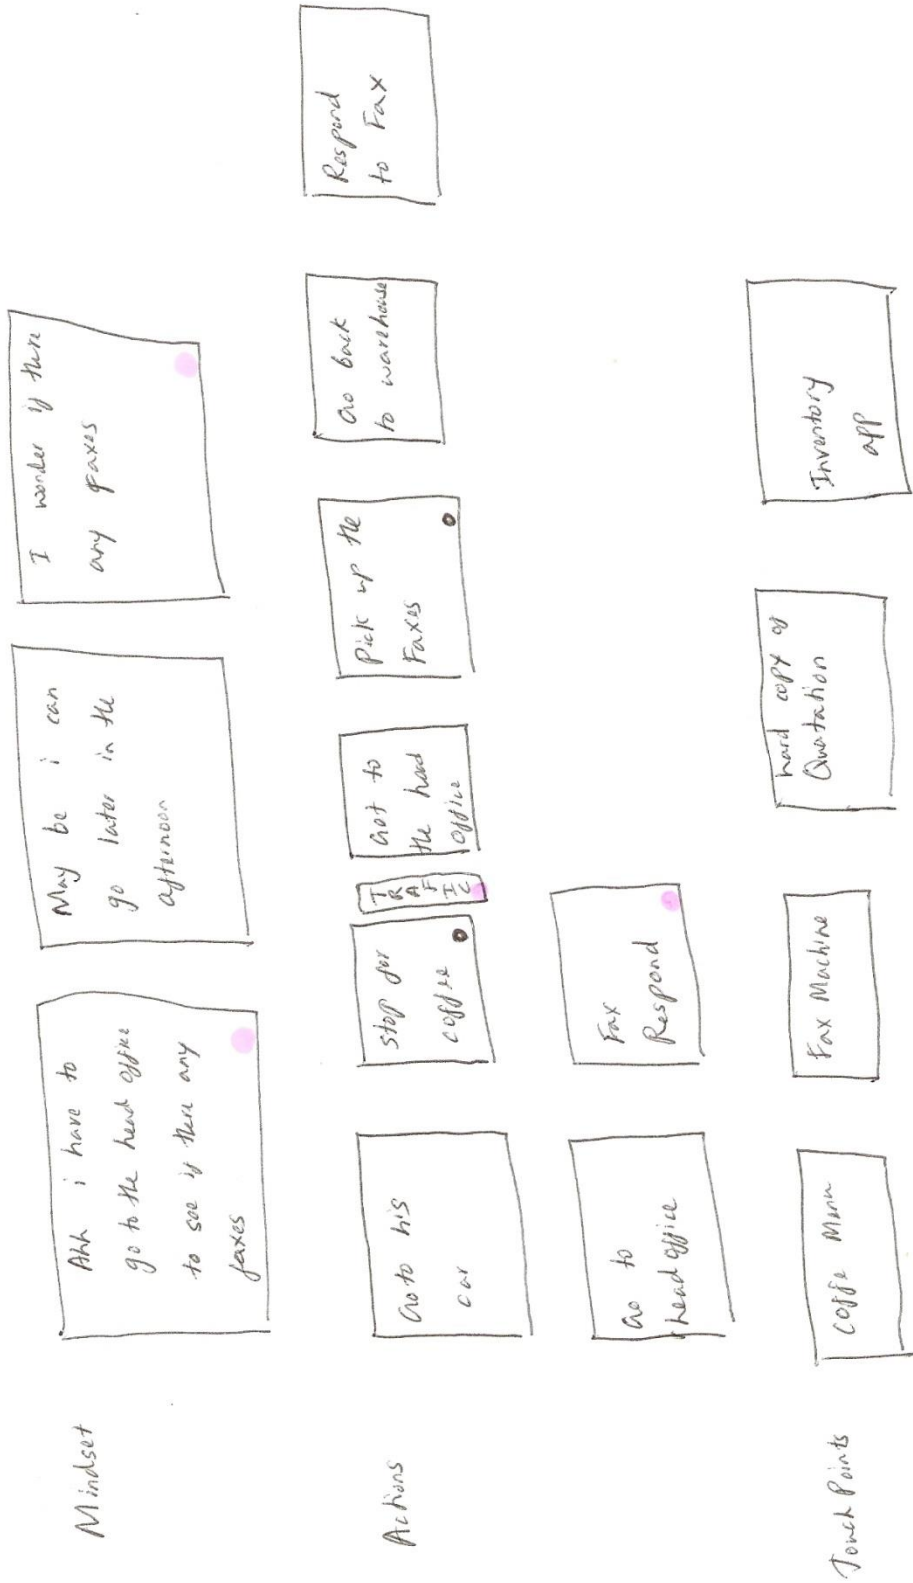 Mindset
Ahh i have to
go to the head office
to see if there any
faxes
May be i can
go later in the
afternoon
I wonder if there
any faxes
Actions
Go to his
car
stop for
coffee
TRAFIC
Got to
the head
office
Pick up the
Faxes
Go back
to warehouse
Respond
to Fax
Go to
head office
Fax
Respond
Touch Points
coffe Menu
Fax Machine
hard copy of
Quotation
Inventory
app